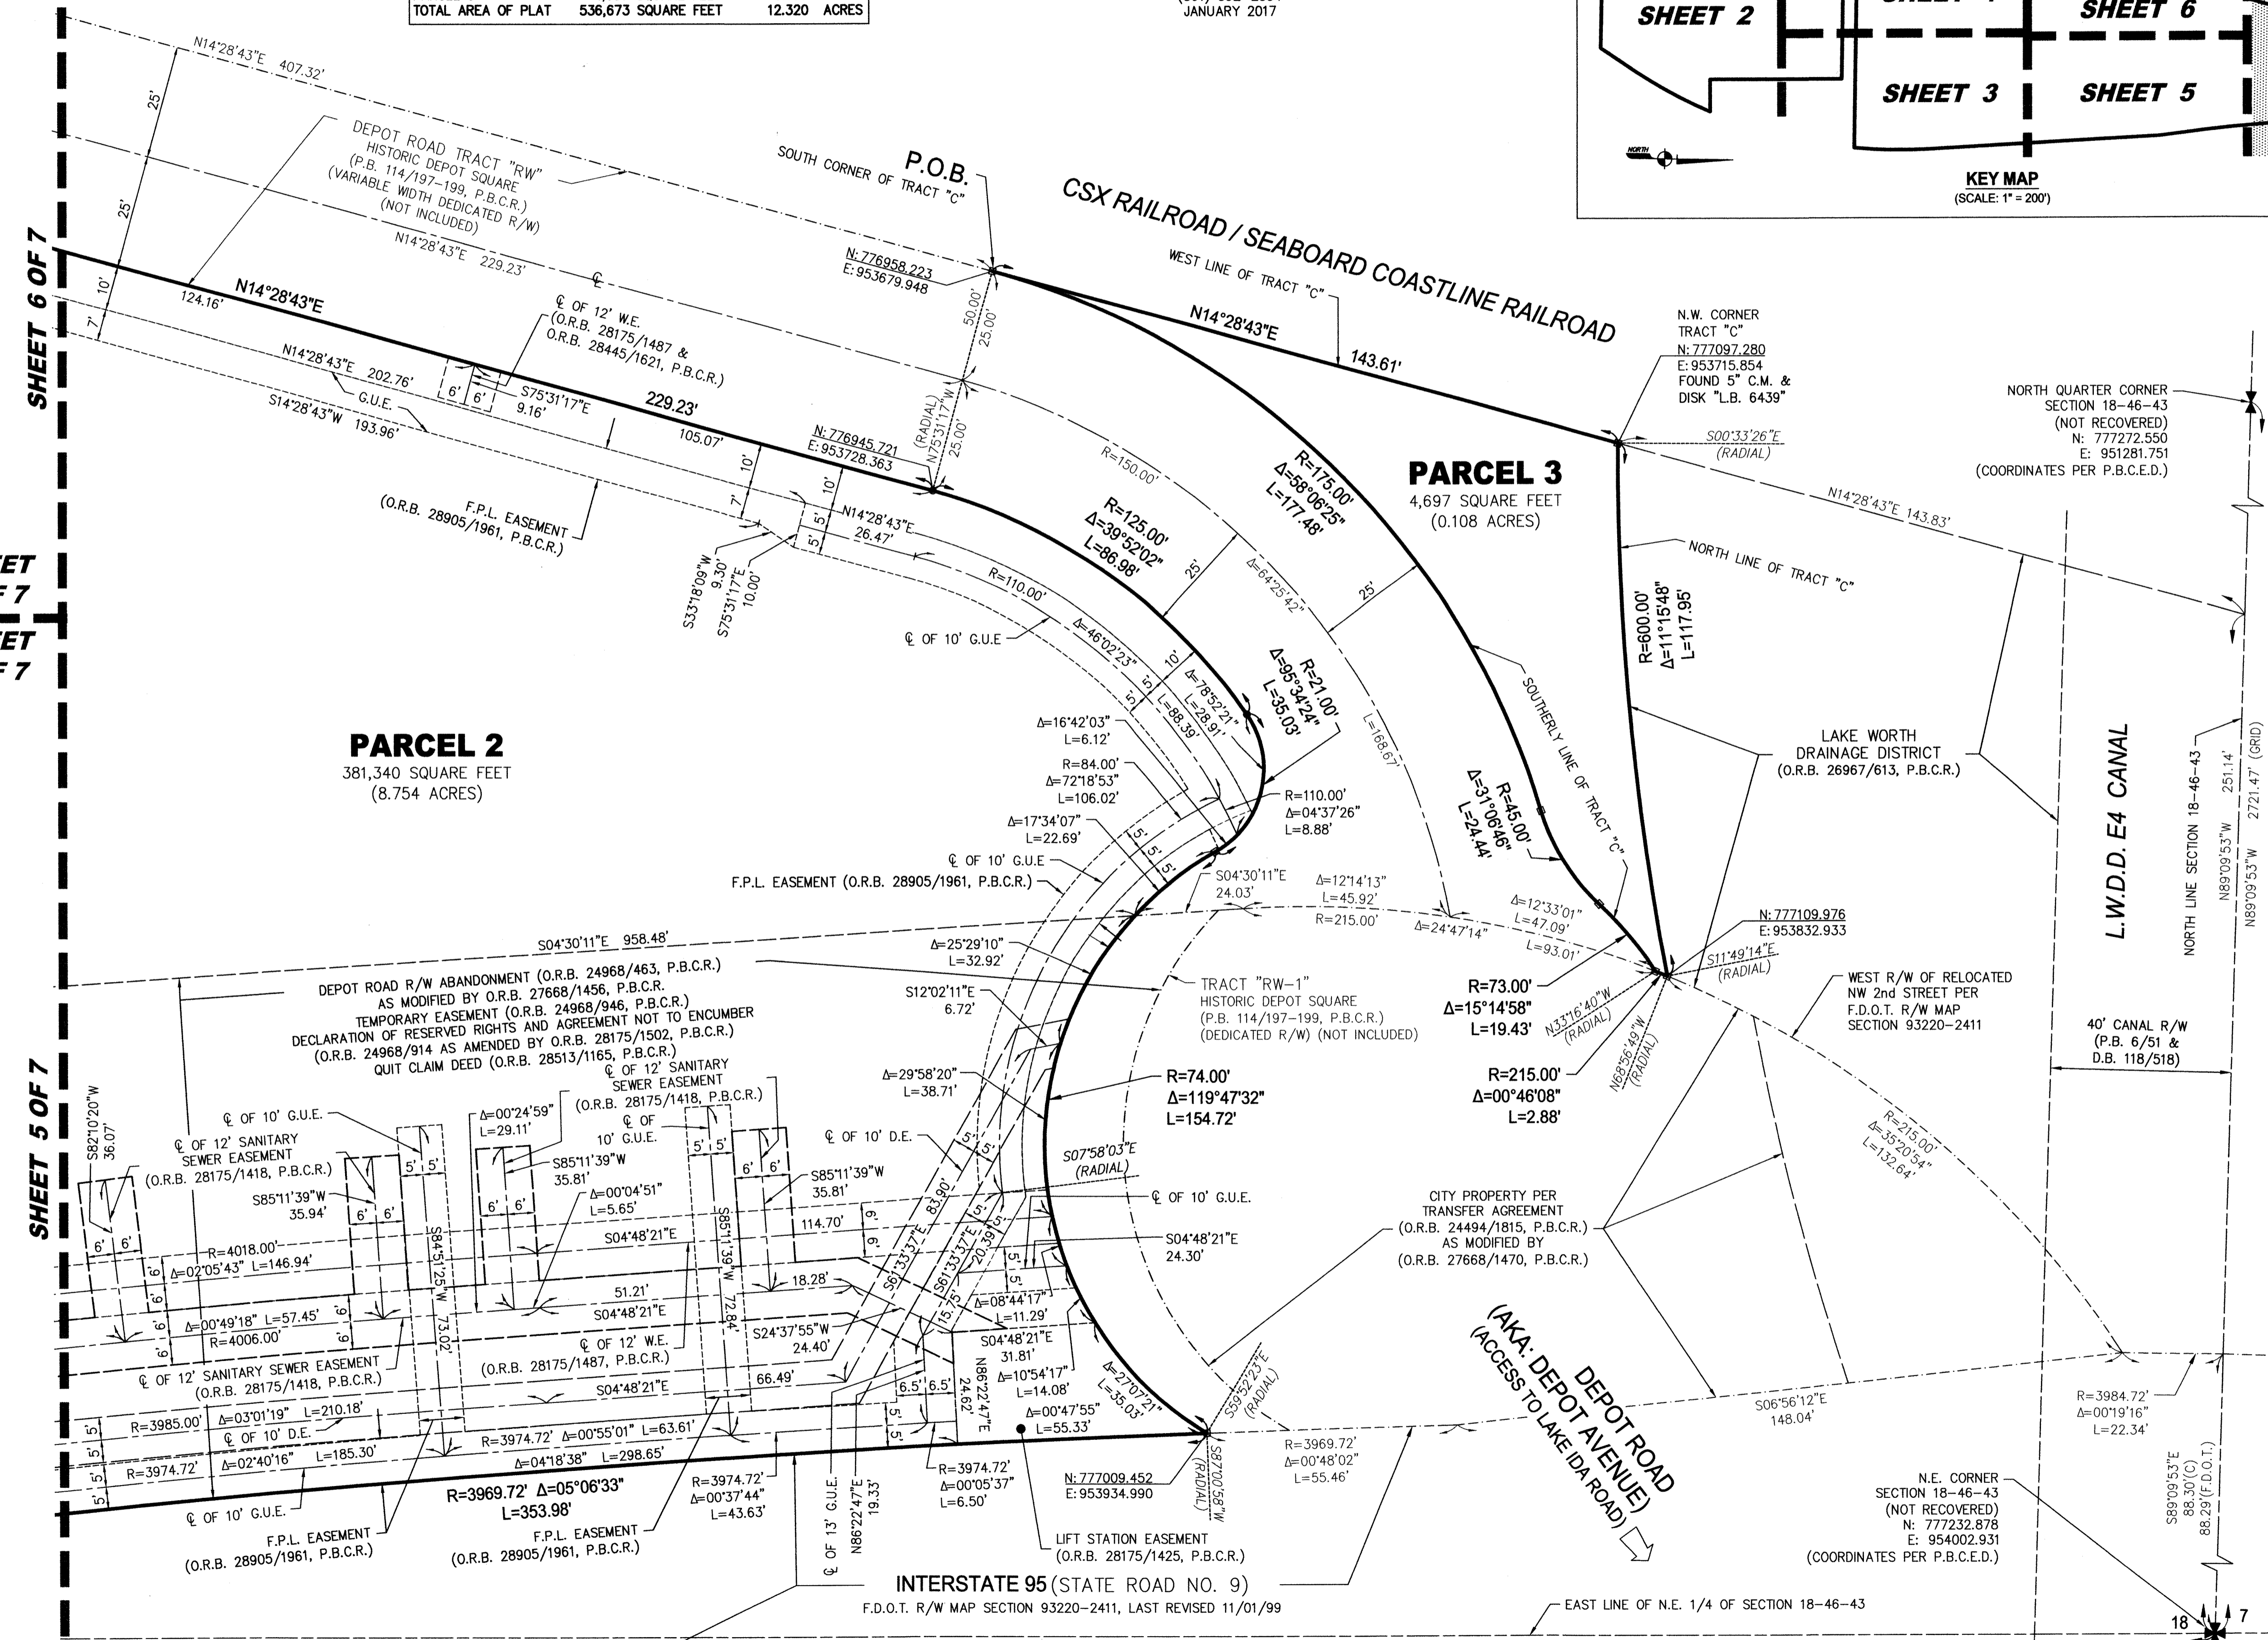 TOTAL AREA OF PLAT 536,673 SQUARE FEET 12.320 ACRES
JANUARY 2017
SHEET 2
SHEET 6
SHEET 3
SHEET 5
NORTH
KEY MAP
(SCALE: 1" = 200')
SHEET 6 OF 7
SHEET 5 OF 7
N14°28'43"E 407.32'
25'
25'
10'
7'
DEPOT ROAD TRACT "RW"
HISTORIC DEPOT SQUARE
(P.B. 114/197-199, P.B.C.R.)
(VARIABLE WIDTH DEDICATED R/W)
(NOT INCLUDED)
N14°28'43"E 229.23'
N14°28'43"E
124.16'
℄ OF 12' W.E.
(O.R.B. 28175/1487 &
O.R.B. 28445/1621, P.B.C.R.)
N14°28'43"E 202.76'
G.U.E.
S14°28'43"W 193.96'
6' 6'
S75°31'17"E
9.16'
229.23'
105.07'
F.P.L. EASEMENT
(O.R.B. 28905/1961, P.B.C.R.)
P.O.B.
SOUTH CORNER OF TRACT "C"
N: 776958.223
E: 953679.948
50.00'
25.00'
(RADIAL)
N75°31'17"W
25.00'
N: 776945.721
E: 953728.363
10'
7'
10'
5'
5'
N14°28'43"E
26.47'
S33°18'09"W
9.30'
S75°31'17"E
10.00'
CSX RAILROAD / SEABOARD COASTLINE RAILROAD
WEST LINE OF TRACT "C"
N14°28'43"E
143.61'
N.W. CORNER
TRACT "C"
N: 777097.280
E: 953715.854
FOUND 5" C.M. &
DISK "L.B. 6439"
S00°33'26"E
(RADIAL)
NORTH QUARTER CORNER
SECTION 18-46-43
(NOT RECOVERED)
N: 777272.550
E: 951281.751
(COORDINATES PER P.B.C.E.D.)
N14°28'43"E 143.83'
NORTH LINE OF TRACT "C"
PARCEL 3
4,697 SQUARE FEET
(0.108 ACRES)
R=150.00'
R=175.00'
Δ=58°06'25"
L=177.48'
R=125.00'
Δ=39°52'02"
L=86.98'
25'
Δ=64°25'42"
25'
L=168.67'
R=600.00'
Δ=11°15'48"
L=117.95'
SOUTHERLY LINE OF TRACT "C"
R=110.00'
℄ OF 10' G.U.E
Δ=46°02'23"
L=88.39'
10'
5'
5'
Δ=78°52'21"
L=28.91'
R=21.00'
Δ=95°34'24"
L=35.03'
Δ=16°42'03"
L=6.12'
R=84.00'
Δ=72°18'53"
L=106.02'
Δ=17°34'07"
L=22.69'
℄ OF 10' G.U.E
F.P.L. EASEMENT (O.R.B. 28905/1961, P.B.C.R.)
5'
5'
5'
R=110.00'
Δ=04°37'26"
L=8.88'
R=45.00'
Δ=31°06'46"
L=24.44'
PARCEL 2
381,340 SQUARE FEET
(8.754 ACRES)
LAKE WORTH
DRAINAGE DISTRICT
(O.R.B. 26967/613, P.B.C.R.)
L.W.D.D. E4 CANAL
NORTH LINE SECTION 18-46-43
N89°09'53"W 251.14'
N89°09'53"W 2721.47' (GRID)
S04°30'11"E 958.48'
S04°30'11"E
24.03'
Δ=12°14'13"
L=45.92'
R=215.00'
Δ=24°47'14"
Δ=12°33'01"
L=47.09'
L=93.01'
N: 777109.976
E: 953832.933
S11°49'14"E
(RADIAL)
DEPOT ROAD R/W ABANDONMENT (O.R.B. 24968/463, P.B.C.R.)
AS MODIFIED BY O.R.B. 27668/1456, P.B.C.R.
TEMPORARY EASEMENT (O.R.B. 24968/946, P.B.C.R.)
DECLARATION OF RESERVED RIGHTS AND AGREEMENT NOT TO ENCUMBER
(O.R.B. 24968/914 AS AMENDED BY O.R.B. 28175/1502, P.B.C.R.)
QUIT CLAIM DEED (O.R.B. 28513/1165, P.B.C.R.)
Δ=25°29'10"
L=32.92'
S12°02'11"E
6.72'
TRACT "RW-1"
HISTORIC DEPOT SQUARE
(P.B. 114/197-199, P.B.C.R.)
(DEDICATED R/W) (NOT INCLUDED)
R=73.00'
Δ=15°14'58"
L=19.43'
N33°16'40"W
(RADIAL)
N68°56'49"W
(RADIAL)
R=215.00'
Δ=00°46'08"
L=2.88'
WEST R/W OF RELOCATED
NW 2nd STREET PER
F.D.O.T. R/W MAP
SECTION 93220-2411
40' CANAL R/W
(P.B. 6/51 &
D.B. 118/518)
R=215.00'
Δ=35°20'54"
L=132.64'
Δ=29°58'20"
L=38.71'
R=74.00'
Δ=119°47'32"
L=154.72'
S07°58'03"E
(RADIAL)
℄ OF 10' G.U.E.
S04°48'21"E
24.30'
CITY PROPERTY PER
TRANSFER AGREEMENT
(O.R.B. 24494/1815, P.B.C.R.)
AS MODIFIED BY
(O.R.B. 27668/1470, P.B.C.R.)
S82°10'20"W
36.07'
℄ OF 10' G.U.E.
℄ OF 12' SANITARY
SEWER EASEMENT
(O.R.B. 28175/1418, P.B.C.R.)
S85°11'39"W
35.94'
Δ=00°24'59"
L=29.11'
℄ OF 12' SANITARY
SEWER EASEMENT
(O.R.B. 28175/1418, P.B.C.R.)
℄ OF
10' G.U.E.
S85°11'39"W
35.81'
Δ=00°04'51"
L=5.65'
℄ OF 10' D.E.
S85°11'39"W
35.81'
S84°51'25"W 73.02'
S85°11'39"W 72.84'
S61°33'37"E 83.90'
S61°33'37"E
20.39'
15.75'
114.70'
R=4018.00'
Δ=02°05'43" L=146.94'
S04°48'21"E
51.21'
18.28'
S04°48'21"E
Δ=00°49'18" L=57.45'
R=4006.00'
℄ OF 12' W.E.
(O.R.B. 28175/1487, P.B.C.R.)
S24°37'55"W
24.40'
℄ OF 12' SANITARY SEWER EASEMENT
(O.R.B. 28175/1418, P.B.C.R.)
S04°48'21"E
66.49'
Δ=08°44'17"
L=11.29'
S04°48'21"E
31.81'
Δ=10°54'17"
L=14.08'
N86°22'47"E
24.62'
6.5' 6.5'
Δ=00°47'55"
L=55.33'
Δ=27°07'21"
L=35.03'
S59°52'23"E
(RADIAL)
R=3985.00' Δ=03°01'19" L=210.18'
℄ OF 10' D.E.
R=3974.72' Δ=02°40'16" L=185.30'
R=3974.72' Δ=00°55'01" L=63.61'
Δ=04°18'38" L=298.65'
R=3969.72' Δ=05°06'33"
L=353.98'
R=3974.72'
Δ=00°37'44"
L=43.63'
℄ OF 13' G.U.E.
N86°22'47"E
19.33'
R=3974.72'
Δ=00°05'37"
L=6.50'
N: 777009.452
E: 953934.990
S87°00'58"W
(RADIAL)
R=3969.72'
Δ=00°48'02"
L=55.46'
℄ OF 10' G.U.E.
F.P.L. EASEMENT
(O.R.B. 28905/1961, P.B.C.R.)
F.P.L. EASEMENT
(O.R.B. 28905/1961, P.B.C.R.)
LIFT STATION EASEMENT
(O.R.B. 28175/1425, P.B.C.R.)
INTERSTATE 95 (STATE ROAD NO. 9)
F.D.O.T. R/W MAP SECTION 93220-2411, LAST REVISED 11/01/99
DEPOT ROAD
(AKA: DEPOT AVENUE)
(ACCESS TO LAKE IDA ROAD)
S06°56'12"E
148.04'
R=3984.72'
Δ=00°19'16"
L=22.34'
S89°09'53"E
88.30'(C)
88.29'(F.D.O.T.)
N.E. CORNER
SECTION 18-46-43
(NOT RECOVERED)
N: 777232.878
E: 954002.931
(COORDINATES PER P.B.C.E.D.)
EAST LINE OF N.E. 1/4 OF SECTION 18-46-43
18 7